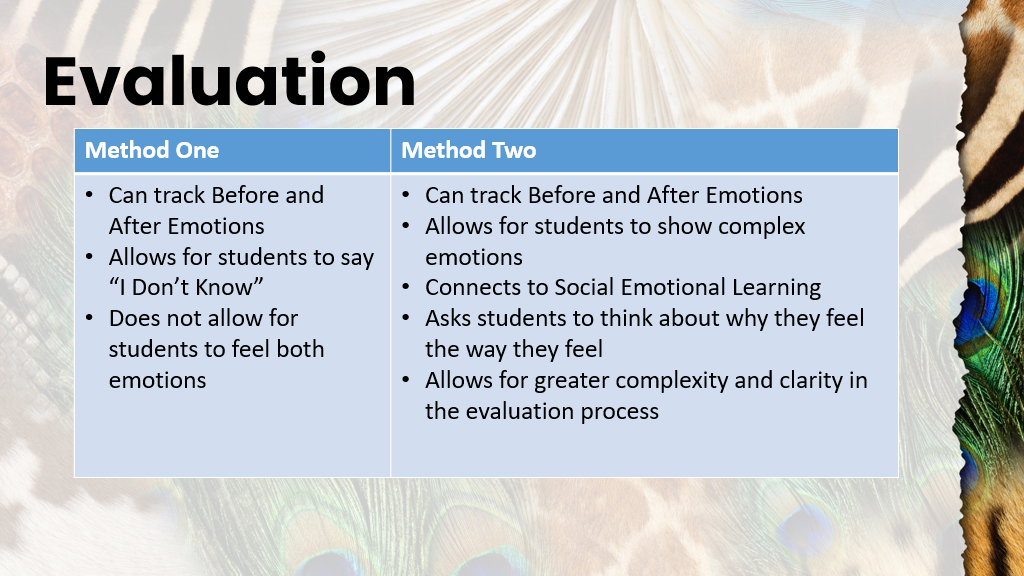 Evaluation
Method One
Method Two
• Can track Before and
After Emotions
• Allows for students to say
“I Don’t Know”
• Does not allow for
students to feel both
emotions
• Can track Before and After Emotions
• Allows for students to show complex
emotions
• Connects to Social Emotional Learning
• Asks students to think about why they feel
the way they feel
• Allows for greater complexity and clarity in
the evaluation process